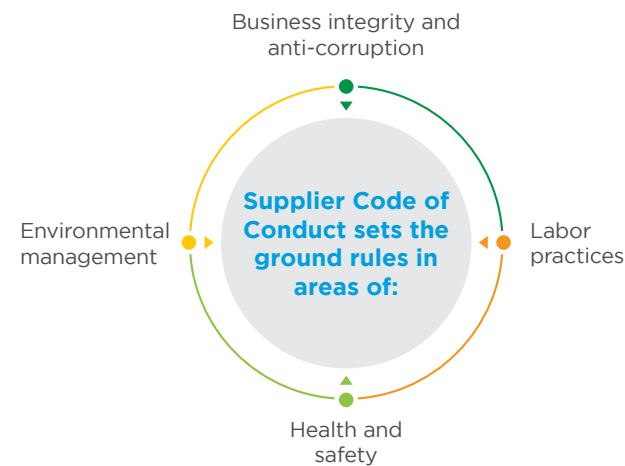 Business integrity and
anti-corruption
Supplier Code of
Conduct sets the
ground rules in
areas of:
Environmental
management
Labor
practices
Health and
safety